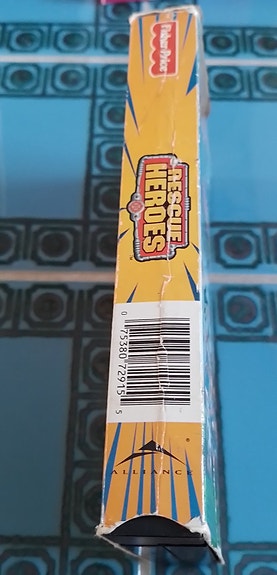 Fisher-Price
RESCUE
HEROES
0 75380 72915 5
ALLIANCE